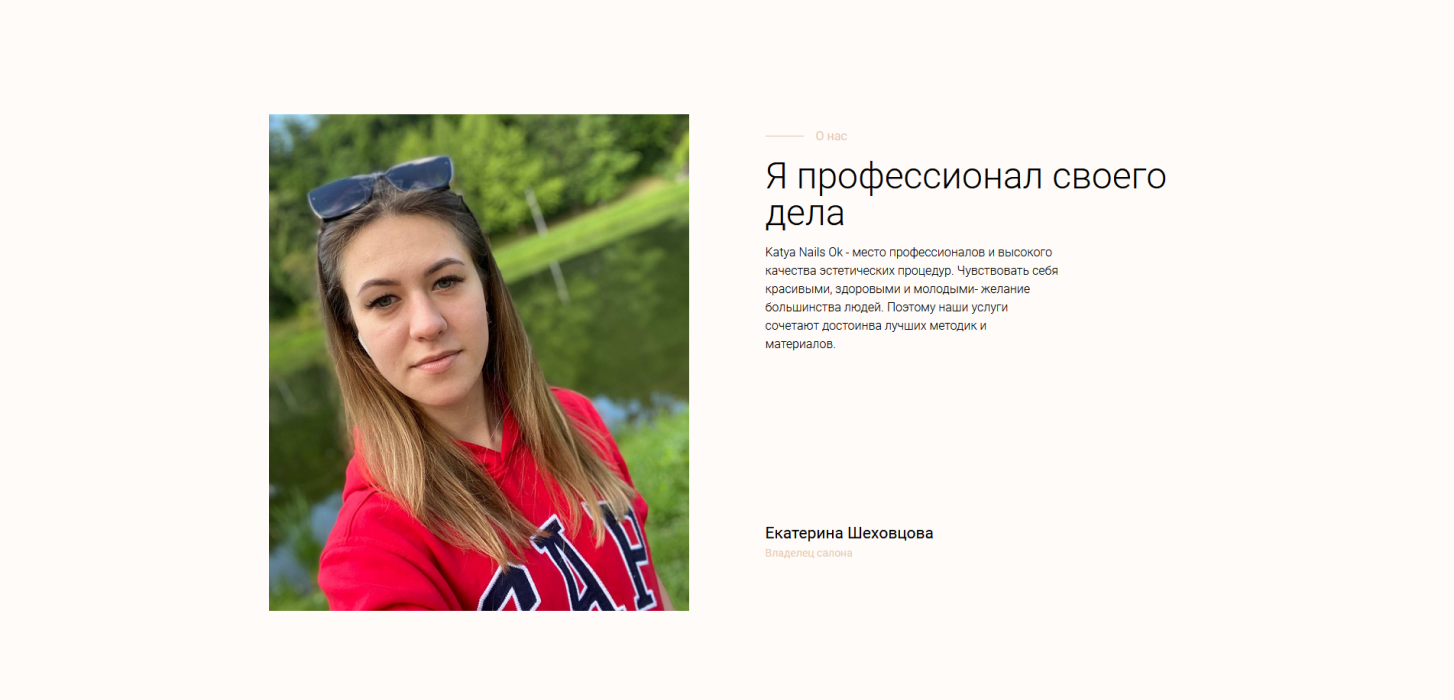 О нас
Я профессионал своего
дела
Katya Nails Ok - место профессионалов и высокого
качества эстетических процедур. Чувствовать себя
красивыми, здоровыми и молодыми- желание
большинства людей. Поэтому наши услуги
сочетают достоинва лучших методик и
материалов.
Екатерина Шеховцова
Владелец салона
GAP